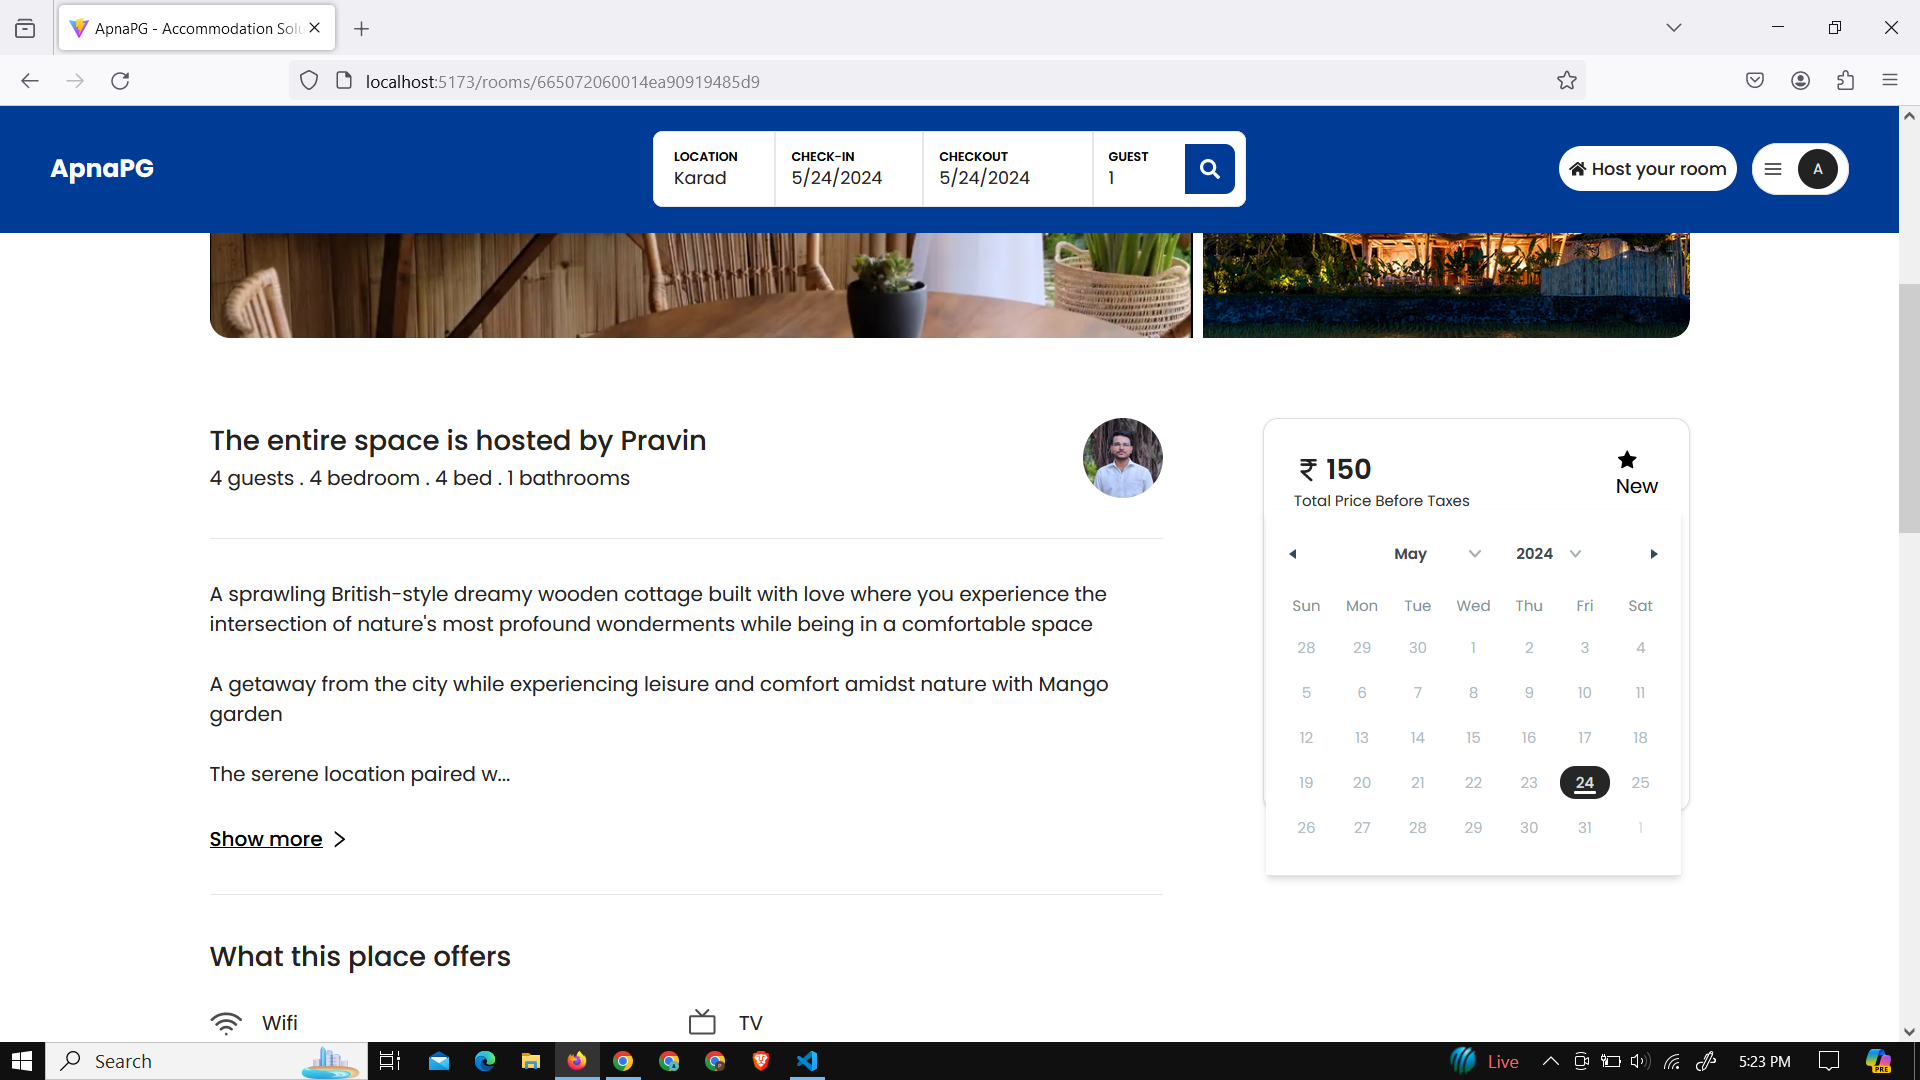 ApnaPG - Accommodation Solu
localhost:5173/rooms/665072060014ea90919485d9
ApnaPG
LOCATION
Karad
CHECK-IN
5/24/2024
CHECKOUT
5/24/2024
GUEST
1
Host your room
A
The entire space is hosted by Pravin
4 guests . 4 bedroom . 4 bed . 1 bathrooms
A sprawling British-style dreamy wooden cottage built with love where you experience the
intersection of nature's most profound wonderments while being in a comfortable space
A getaway from the city while experiencing leisure and comfort amidst nature with Mango
garden
The serene location paired w...
Show more
What this place offers
Wifi
TV
₹ 150
Total Price Before Taxes
New
May 2024
Sun Mon Tue Wed Thu Fri Sat
28 29 30 1 2 3 4
5 6 7 8 9 10 11
12 13 14 15 16 17 18
19 20 21 22 23 24 25
26 27 28 29 30 31 1
Search
Live
5:23 PM
PRE